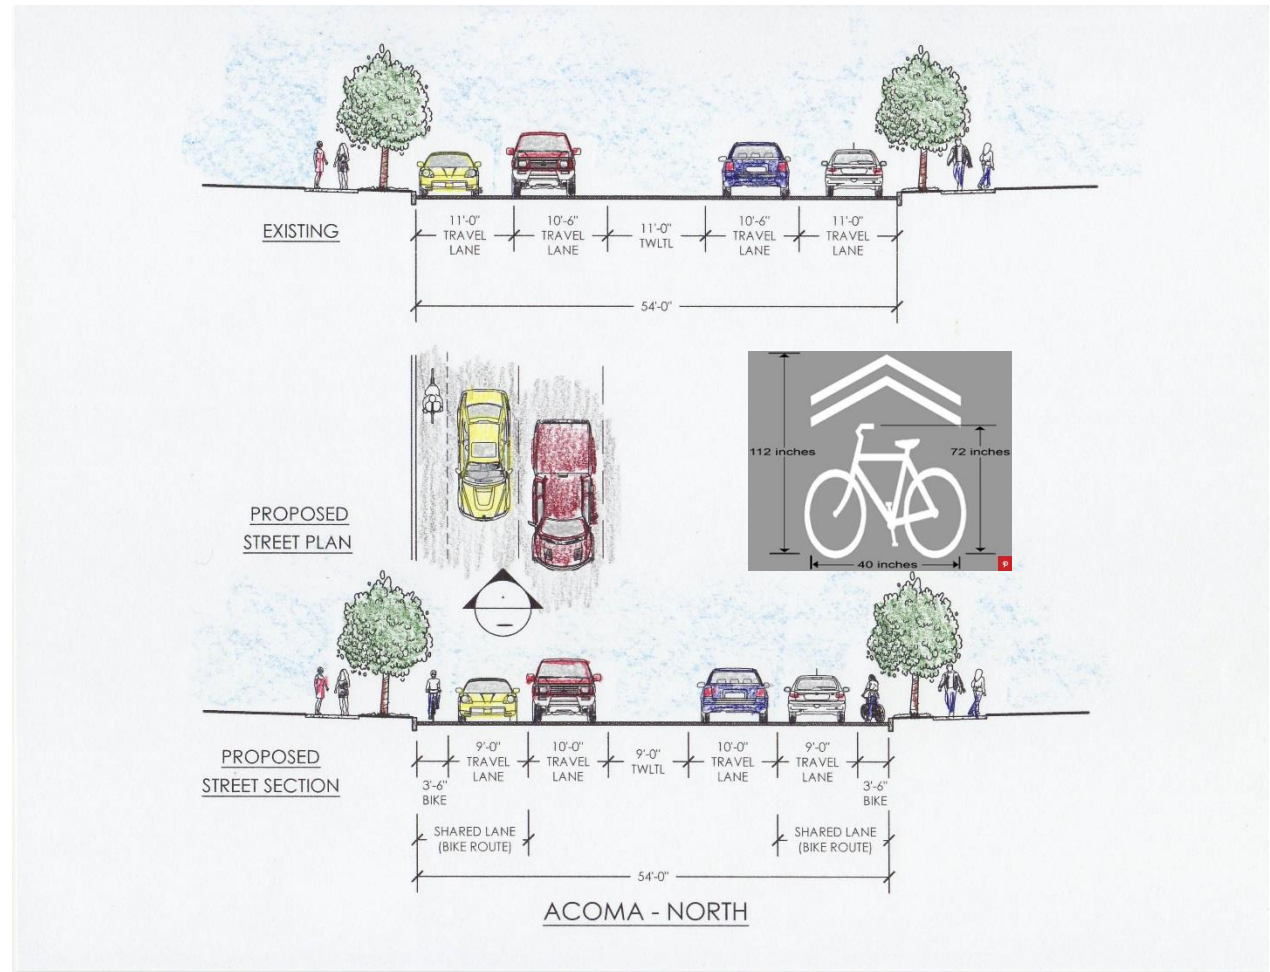 EXISTING
11'-0"
TRAVEL
LANE
10'-6"
TRAVEL
LANE
11'-0"
TWLTL
10'-6"
TRAVEL
LANE
11'-0"
TRAVEL
LANE
54'-0"
PROPOSED
STREET PLAN
112 inches
72 inches
40 inches
PROPOSED
STREET SECTION
3'-6"
BIKE
9'-0"
TRAVEL
LANE
10'-0"
TRAVEL
LANE
9'-0"
TWLTL
10'-0"
TRAVEL
LANE
9'-0"
TRAVEL
LANE
3'-6"
BIKE
SHARED LANE
(BIKE ROUTE)
SHARED LANE
(BIKE ROUTE)
54'-0"
ACOMA - NORTH